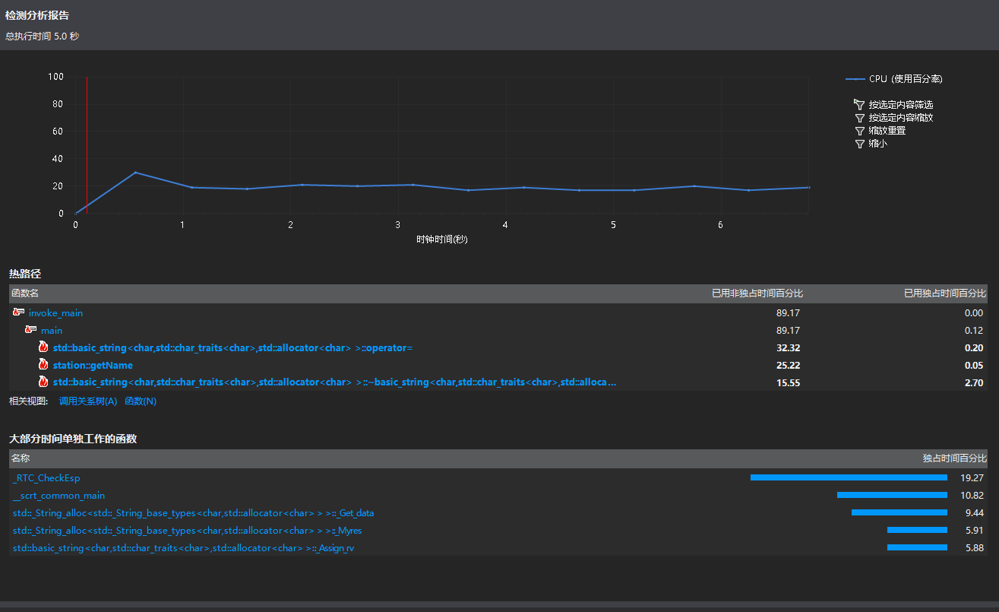 检测分析报告
总执行时间 5.0 秒
100
80
60
40
20
0
0 1 2 3 4 5 6
时钟时间(秒)
CPU (使用百分率)
按选定内容筛选
按选定内容缩放
缩放重置
缩小
热路径
函数名 已用非独占时间百分比 已用独占时间百分比
invoke_main 89.17 0.00
main 89.17 0.12
std::basic_string<char,std::char_traits<char>,std::allocator<char> >::operator= 32.32 0.20
station::getName 25.22 0.05
std::basic_string<char,std::char_traits<char>,std::allocator<char> >::~basic_string<char,std::char_traits<char>,std::alloca... 15.55 2.70
相关视图: 调用关系树(A) 函数(N)
大部分时间单独工作的函数
名称 独占时间百分比
_RTC_CheckEsp 19.27
__scrt_common_main 10.82
std::_String_alloc<std::_String_base_types<char,std::allocator<char> > >::_Get_data 9.44
std::_String_alloc<std::_String_base_types<char,std::allocator<char> > >::_Myres 5.91
std::basic_string<char,std::char_traits<char>,std::allocator<char> >::_Assign_rv 5.88